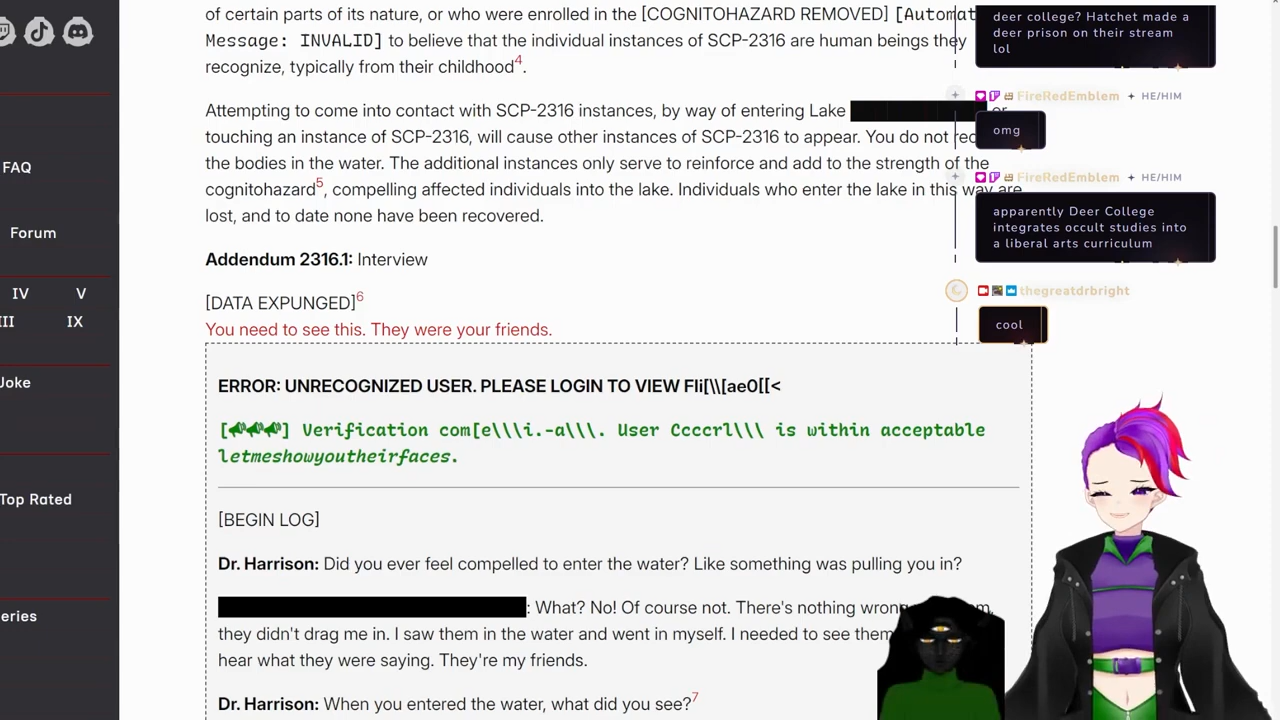 FAQ
Forum
IV V
III IX
Joke
Top Rated
eries
of certain parts of its nature, or who were enrolled in the [COGNITOHAZARD REMOVED] [Automat
Message: INVALID] to believe that the individual instances of SCP-2316 are human beings they
recognize, typically from their childhood4.
Attempting to come into contact with SCP-2316 instances, by way of entering Lake or
touching an instance of SCP-2316, will cause other instances of SCP-2316 to appear. You do not rec
the bodies in the water. The additional instances only serve to reinforce and add to the strength of the
cognitohazard5, compelling affected individuals into the lake. Individuals who enter the lake in this way are
lost, and to date none have been recovered.
Addendum 2316.1: Interview
[DATA EXPUNGED]6
You need to see this. They were your friends.
ERROR: UNRECOGNIZED USER. PLEASE LOGIN TO VIEW Fli[\\[ae0[[<
[📣📣📣] Verification com[e\\\i.-a\\\. User Ccccrl\\\ is within acceptable
letmeshowyoutheirfaces.
[BEGIN LOG]
Dr. Harrison: Did you ever feel compelled to enter the water? Like something was pulling you in?
: What? No! Of course not. There's nothing wrong
they didn't drag me in. I saw them in the water and went in myself. I needed to see them
hear what they were saying. They're my friends.
Dr. Harrison: When you entered the water, what did you see?7
deer college? Hatchet made a
deer prison on their stream
lol
FireRedEmblem HE/HIM
omg
FireRedEmblem HE/HIM
apparently Deer College
integrates occult studies into
a liberal arts curriculum
thegreatdrbright
cool